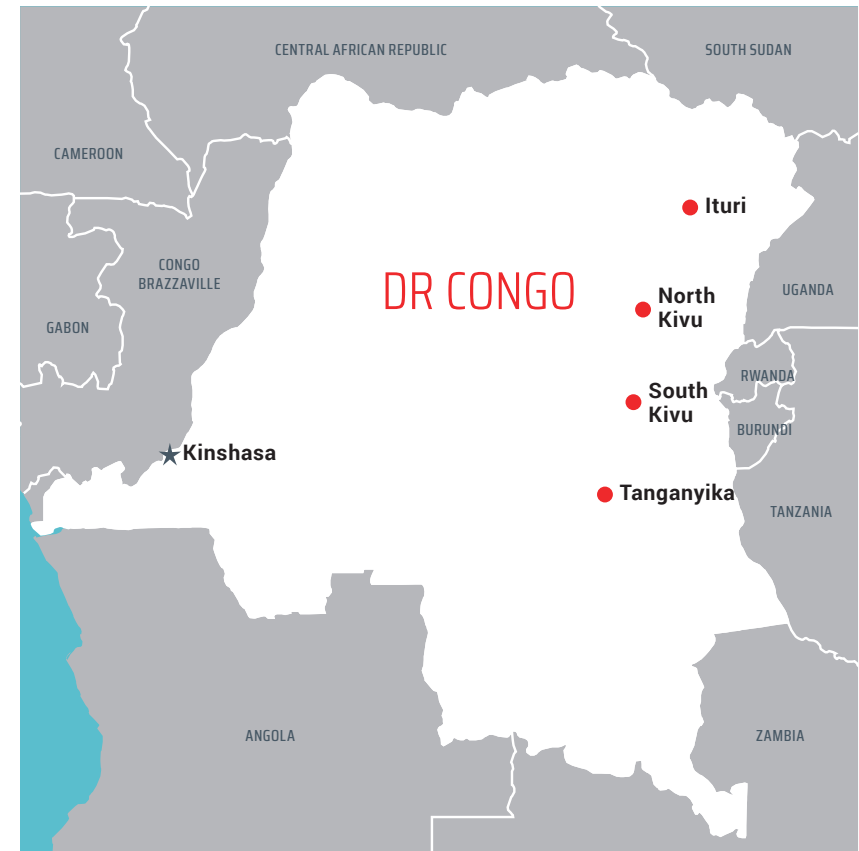 CENTRAL AFRICAN REPUBLIC
SOUTH SUDAN
CAMEROON
Ituri
CONGO
BRAZZAVILLE
DR CONGO
UGANDA
North
Kivu
GABON
RWANDA
South
Kivu
BURUNDI
Kinshasa
Tanganyika
TANZANIA
ANGOLA
ZAMBIA